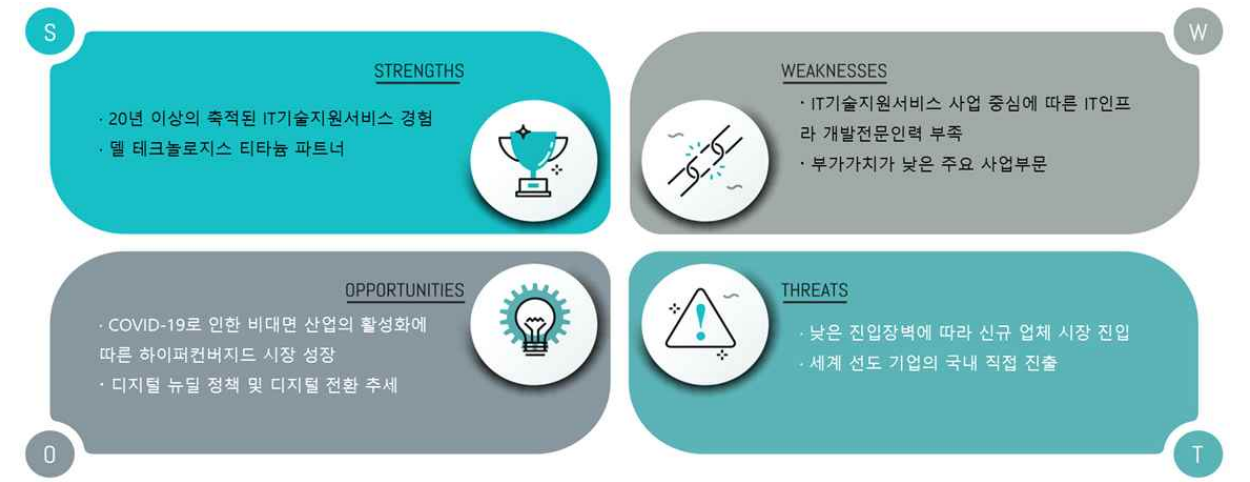 S
STRENGTHS
· 20년 이상의 축적된 IT기술지원서비스 경험
· 델 테크놀로지스 티타늄 파트너
W
WEAKNESSES
· IT기술지원서비스 사업 중심에 따른 IT인프
라 개발전문인력 부족
· 부가가치가 낮은 주요 사업부문
OPPORTUNITIES
· COVID-19로 인한 비대면 산업의 활성화에
따른 하이퍼컨버지드 시장 성장
· 디지털 뉴딜 정책 및 디지털 전환 추세
O
THREATS
· 낮은 진입장벽에 따라 신규 업체 시장 진입
· 세계 선도 기업의 국내 직접 진출
T